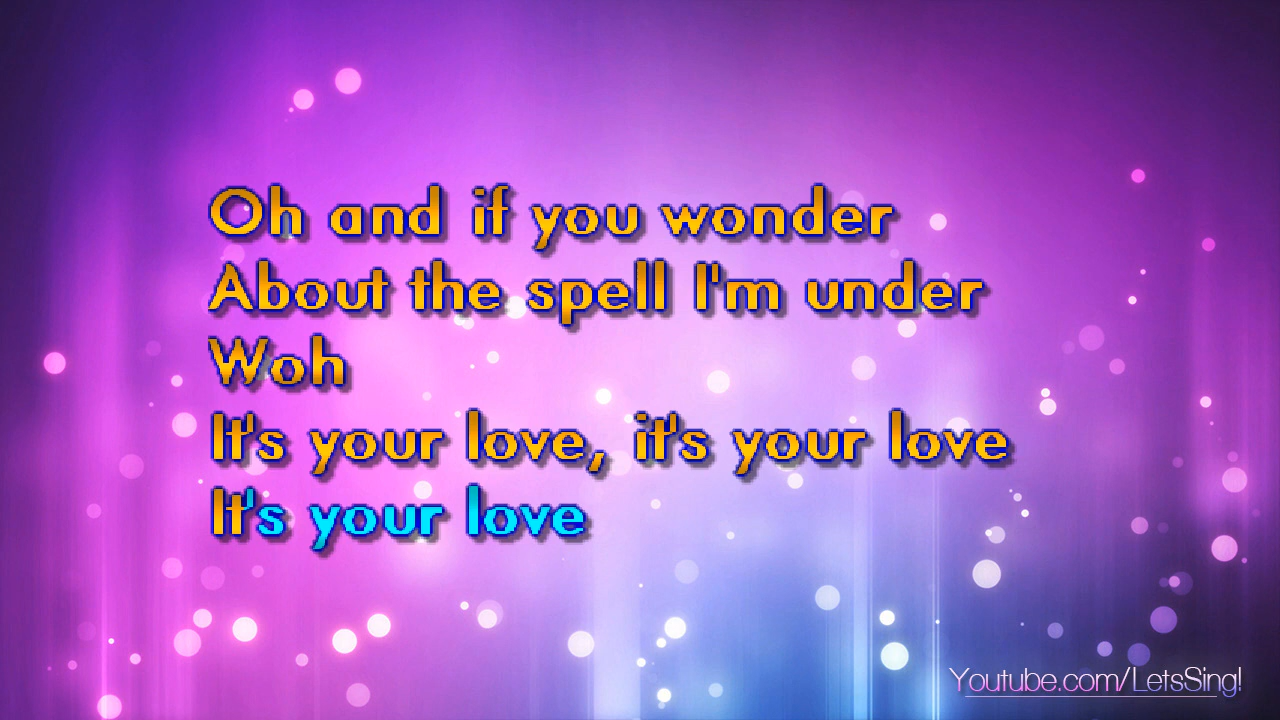 Oh and if you wonder
About the spell I'm under
Woh
It's your love, it's your love
It's your love
Youtube.com/LetsSing!